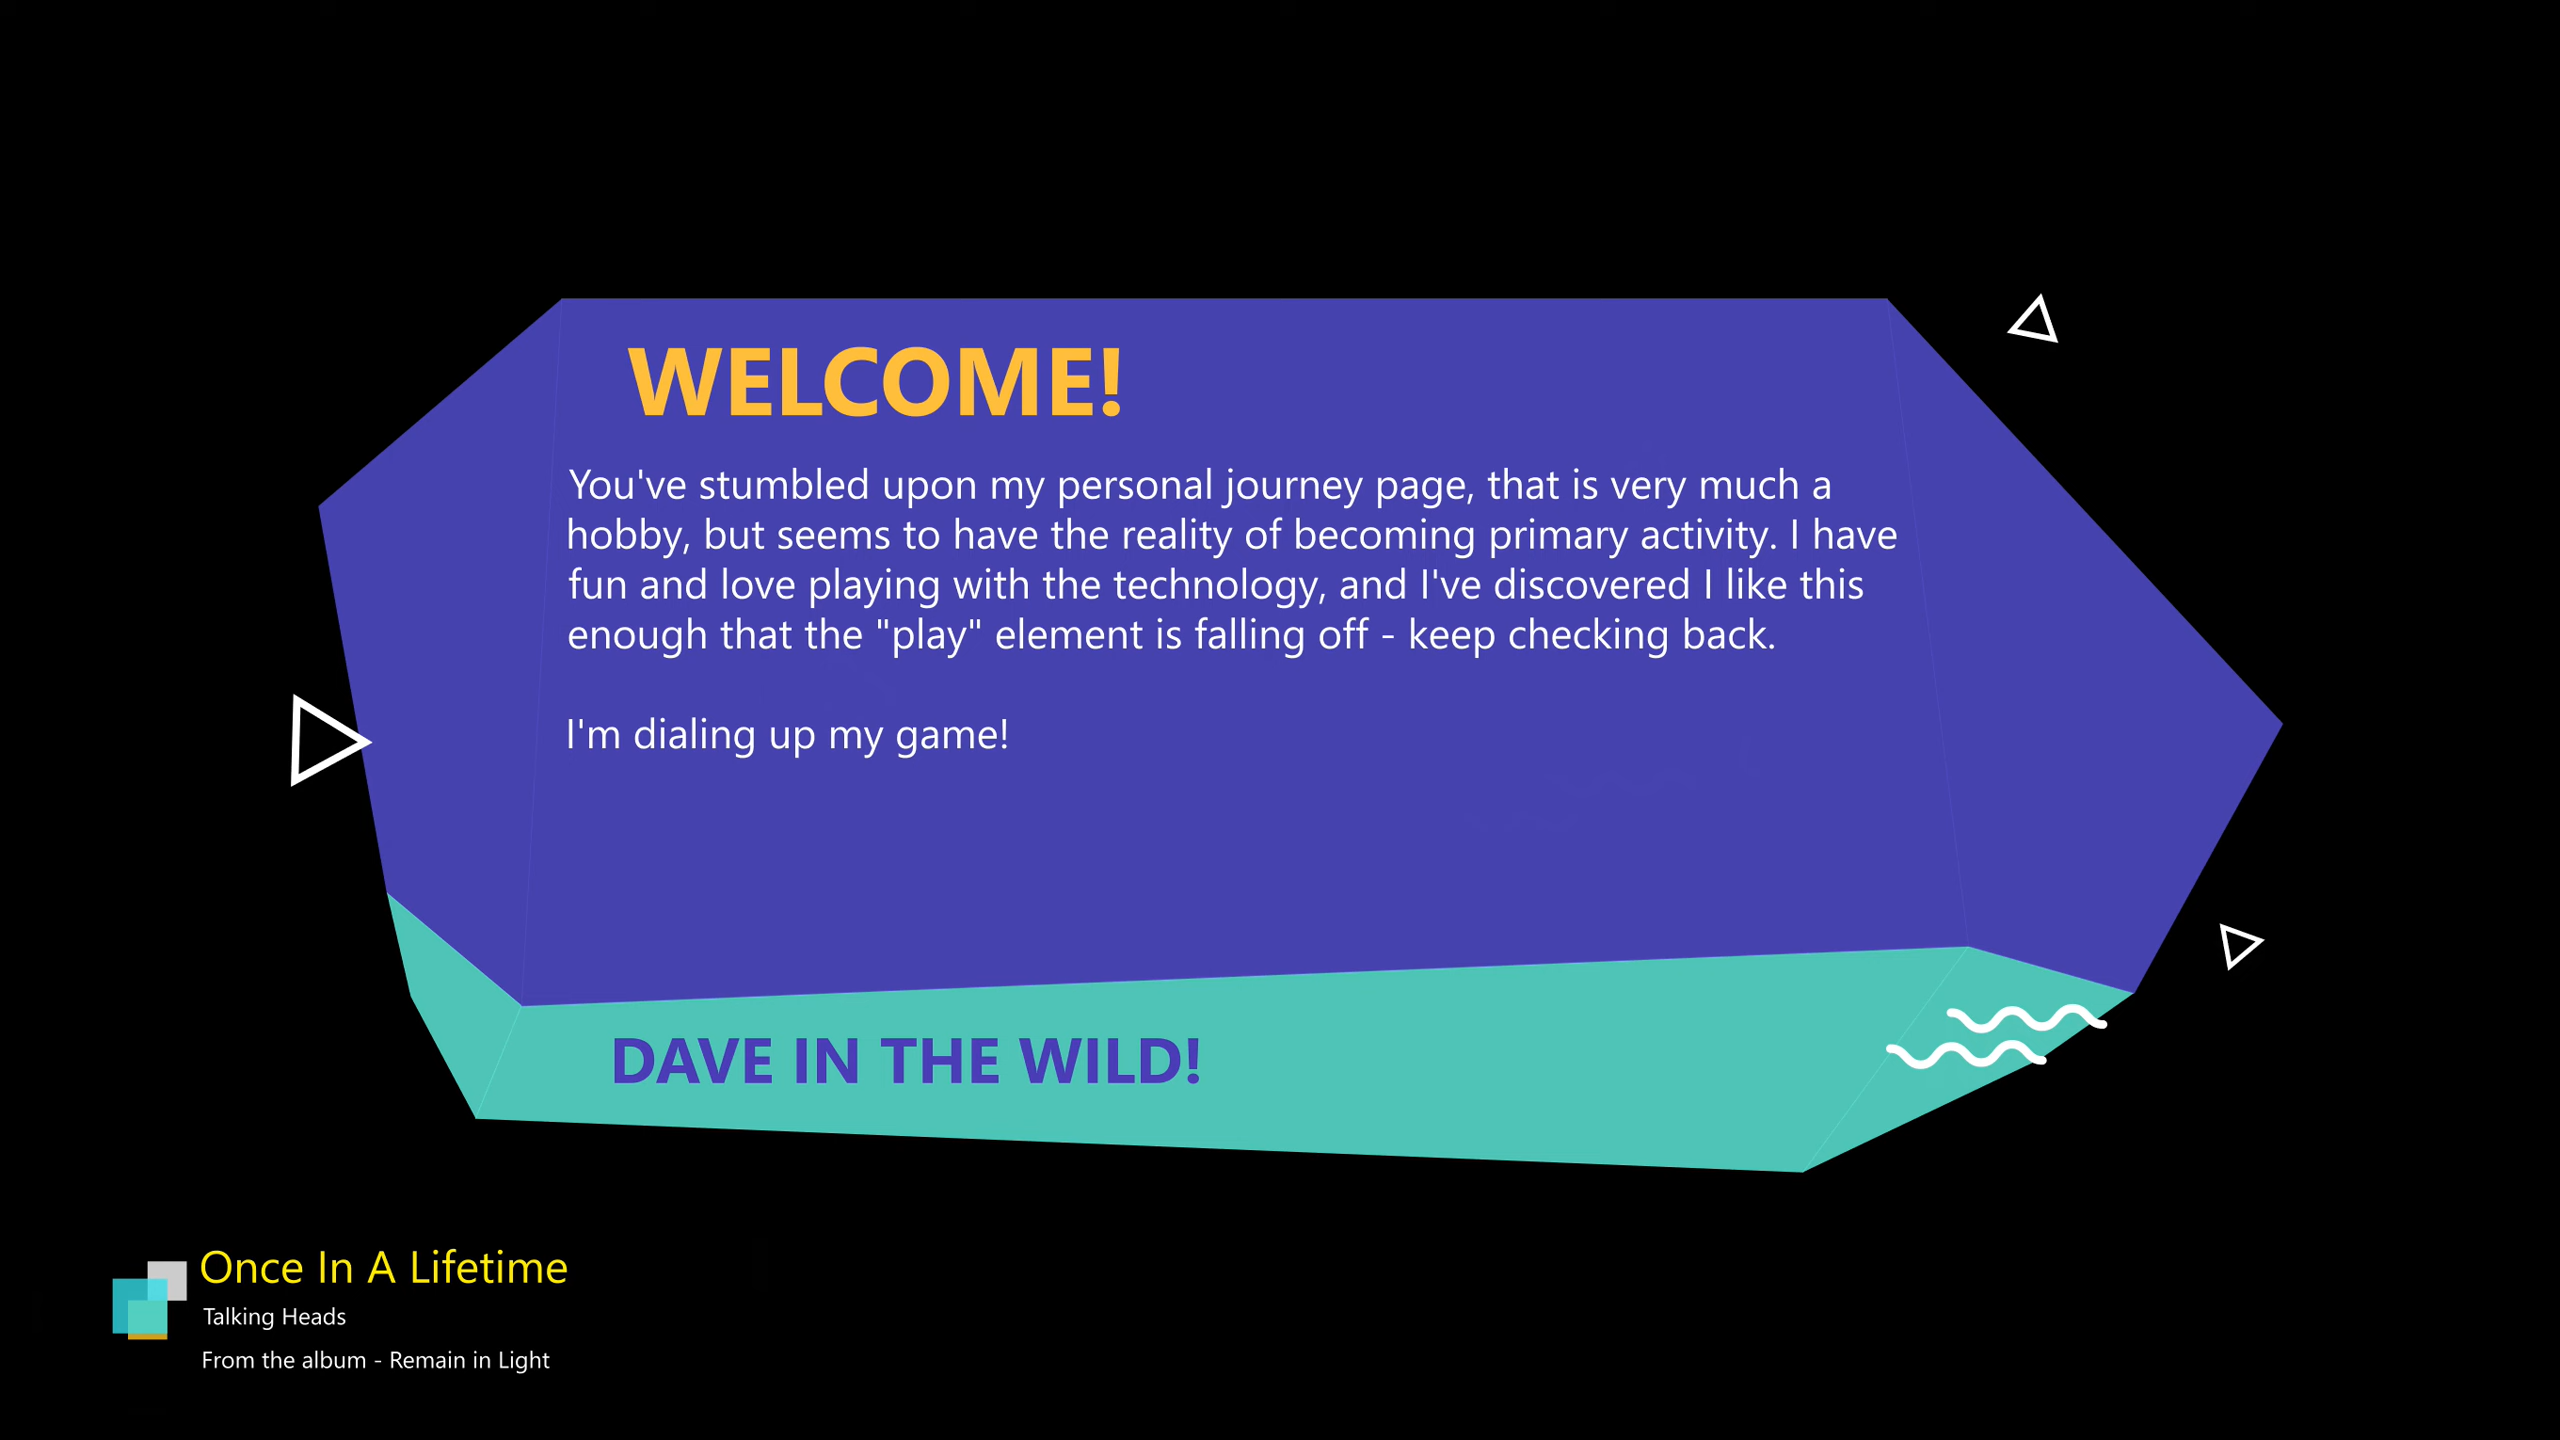 WELCOME!
You've stumbled upon my personal journey page, that is very much a
hobby, but seems to have the reality of becoming primary activity. I have
fun and love playing with the technology, and I've discovered I like this
enough that the "play" element is falling off - keep checking back.
I'm dialing up my game!
DAVE IN THE WILD!
Once In A Lifetime
Talking Heads
From the album - Remain in Light